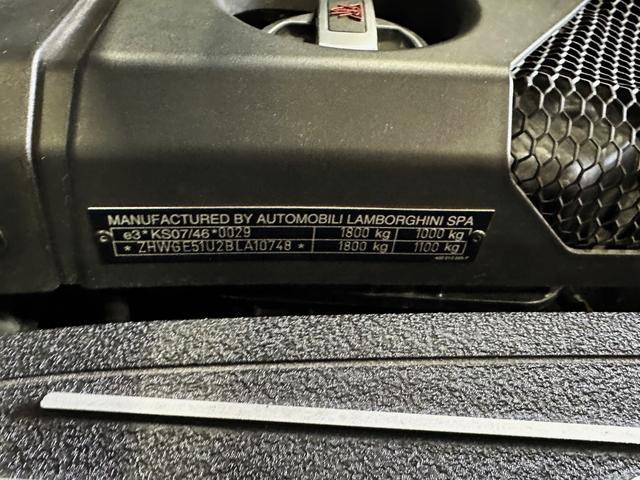 MANUFACTURED BY AUTOMOBILI LAMBORGHINI SPA
e3*KS07/46*0029 1800 kg 1000 kg
*ZHWGE51U2BLA10748* 1800 kg 1100 kg